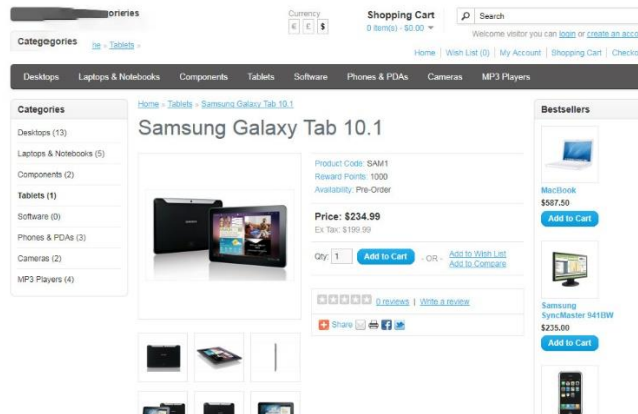 Currency
€ £ $
Shopping Cart
0 item(s) - $0.00
Search
Welcome visitor you can login or create an acco
Categegories
» Tablets »
Home | Wish List (0) | My Account | Shopping Cart | Checko
Desktops Laptops & Notebooks Components Tablets Software Phones & PDAs Cameras MP3 Players
Categories
Desktops (13)
Laptops & Notebooks (5)
Components (2)
Tablets (1)
Software (0)
Phones & PDAs (3)
Cameras (2)
MP3 Players (4)
Home » Tablets » Samsung Galaxy Tab 10.1
Samsung Galaxy Tab 10.1
Product Code: SAM1
Reward Points: 1000
Availability: Pre-Order
Price: $234.99
Ex Tax: $199.99
Qty: 1 Add to Cart - OR - Add to Wish List
Add to Compare
0 reviews | Write a review
Share
Bestsellers
MacBook
$587.50
Add to Cart
Samsung
SyncMaster 941BW
$235.00
Add to Cart